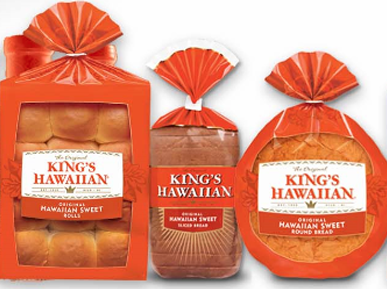 The Original
KING'S
HAWAIIAN
ORIGINAL
HAWAIIAN SWEET
ROLLS
KING'S
HAWAIIAN
ORIGINAL
HAWAIIAN SWEET
SLICED BREAD
The Original
KING'S
HAWAIIAN
ORIGINAL
HAWAIIAN SWEET
ROUND BREAD